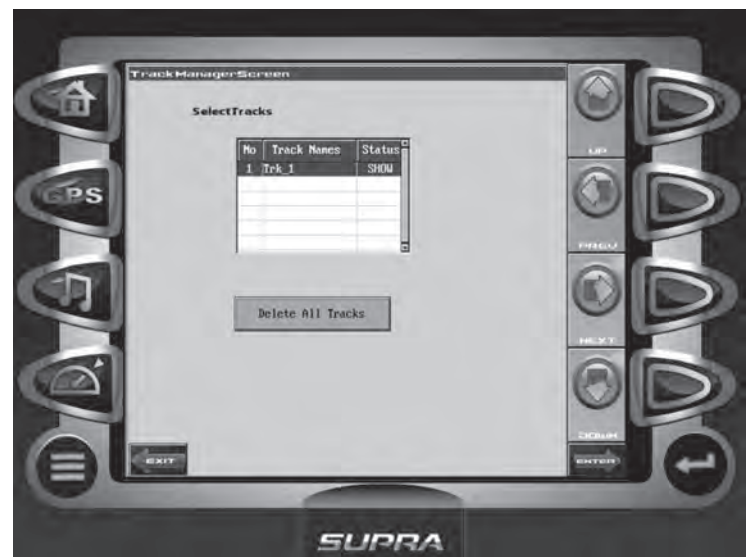 TrackManagerScreen
SelectTracks
No Track Names Status
1 Trk_1 SHOW
Delete All Tracks
GPS
UP
PREV
NEXT
DOWN
EXIT
ENTER
SUPRA